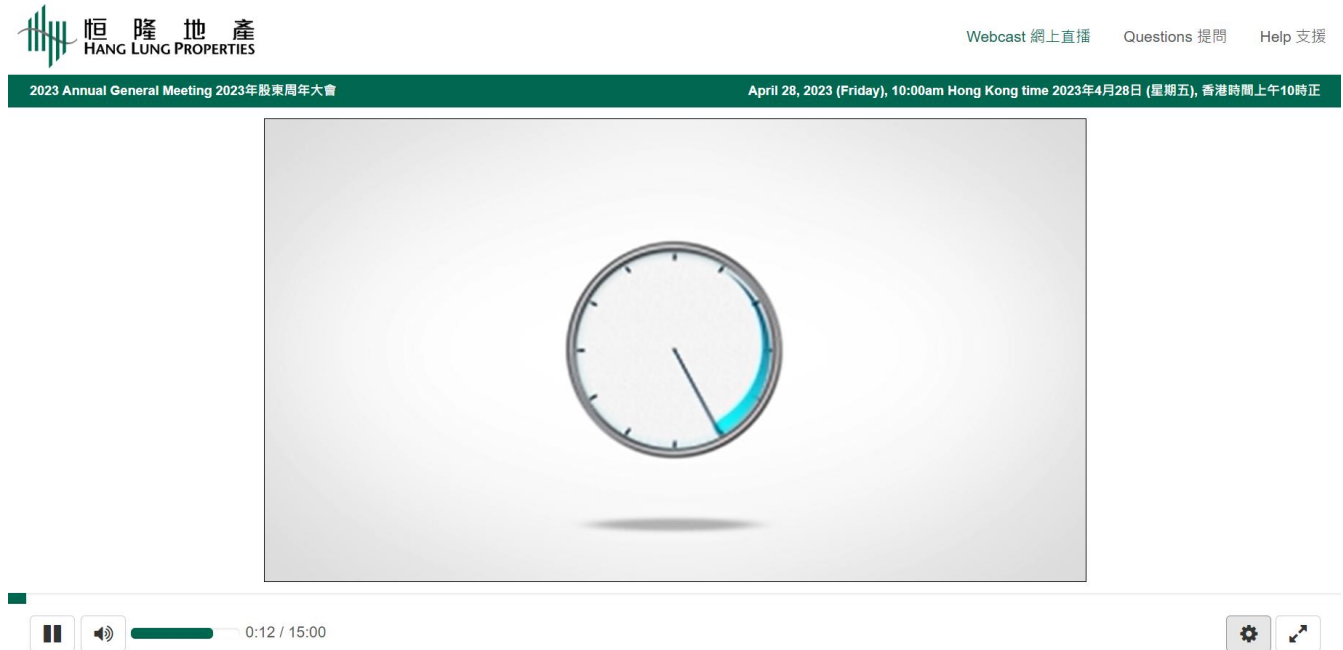 恒隆地產
HANG LUNG PROPERTIES
Webcast 網上直播 Questions 提問 Help 支援
2023 Annual General Meeting 2023年股東周年大會 April 28, 2023 (Friday), 10:00am Hong Kong time 2023年4月28日 (星期五), 香港時間上午10時正
0:12 / 15:00